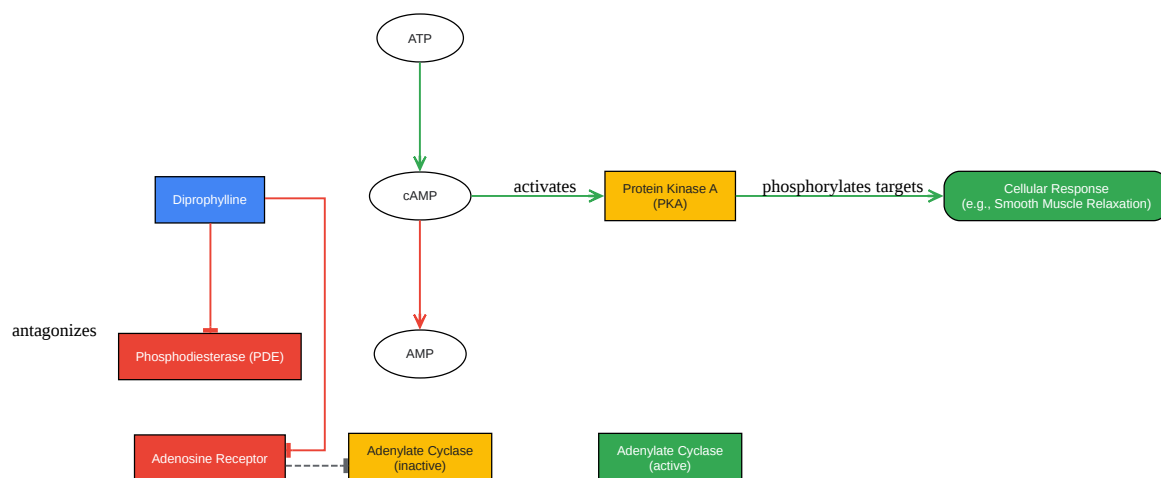 ATP
Diprophylline
cAMP
activates
Protein Kinase A
(PKA)
phosphorylates targets
Cellular Response
(e.g., Smooth Muscle Relaxation)
antagonizes
Phosphodiesterase (PDE)
AMP
Adenosine Receptor
Adenylate Cyclase
(inactive)
Adenylate Cyclase
(active)